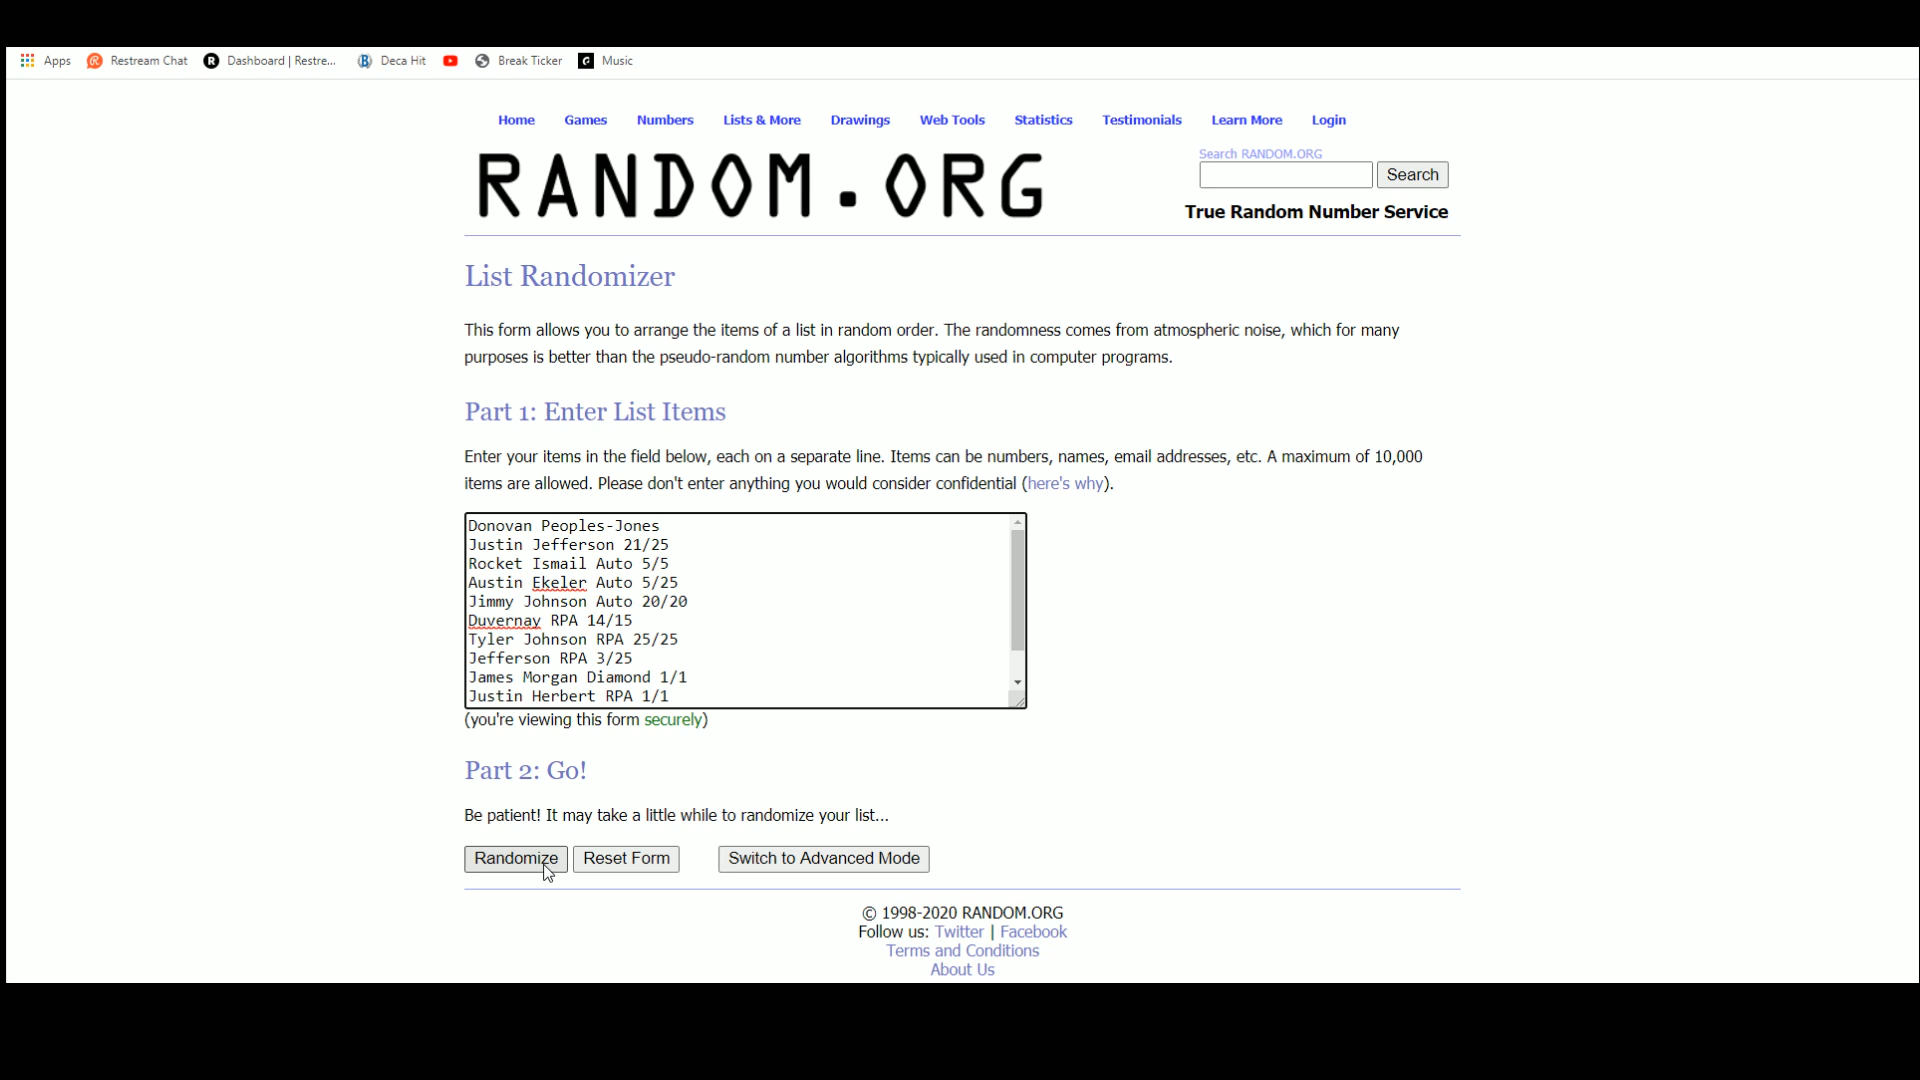 Apps Restream Chat Dashboard | Restre... Deca Hit Break Ticker Music
Home Games Numbers Lists & More Drawings Web Tools Statistics Testimonials Learn More Login
RANDOM.ORG
Search RANDOM.ORG
Search
True Random Number Service
List Randomizer
This form allows you to arrange the items of a list in random order. The randomness comes from atmospheric noise, which for many
purposes is better than the pseudo-random number algorithms typically used in computer programs.
Part 1: Enter List Items
Enter your items in the field below, each on a separate line. Items can be numbers, names, email addresses, etc. A maximum of 10,000
items are allowed. Please don't enter anything you would consider confidential (here's why).
Donovan Peoples-Jones
Justin Jefferson 21/25
Rocket Ismail Auto 5/5
Austin Ekeler Auto 5/25
Jimmy Johnson Auto 20/20
Duvernay RPA 14/15
Tyler Johnson RPA 25/25
Jefferson RPA 3/25
James Morgan Diamond 1/1
Justin Herbert RPA 1/1
(you're viewing this form securely)
Part 2: Go!
Be patient! It may take a little while to randomize your list...
Randomize Reset Form Switch to Advanced Mode
© 1998-2020 RANDOM.ORG
Follow us: Twitter | Facebook
Terms and Conditions
About Us